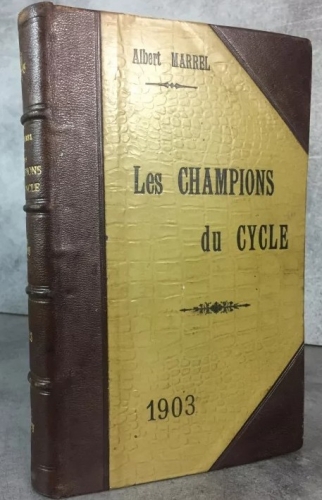 Albert MARREL
Les CHAMPIONS
du CYCLE
1903